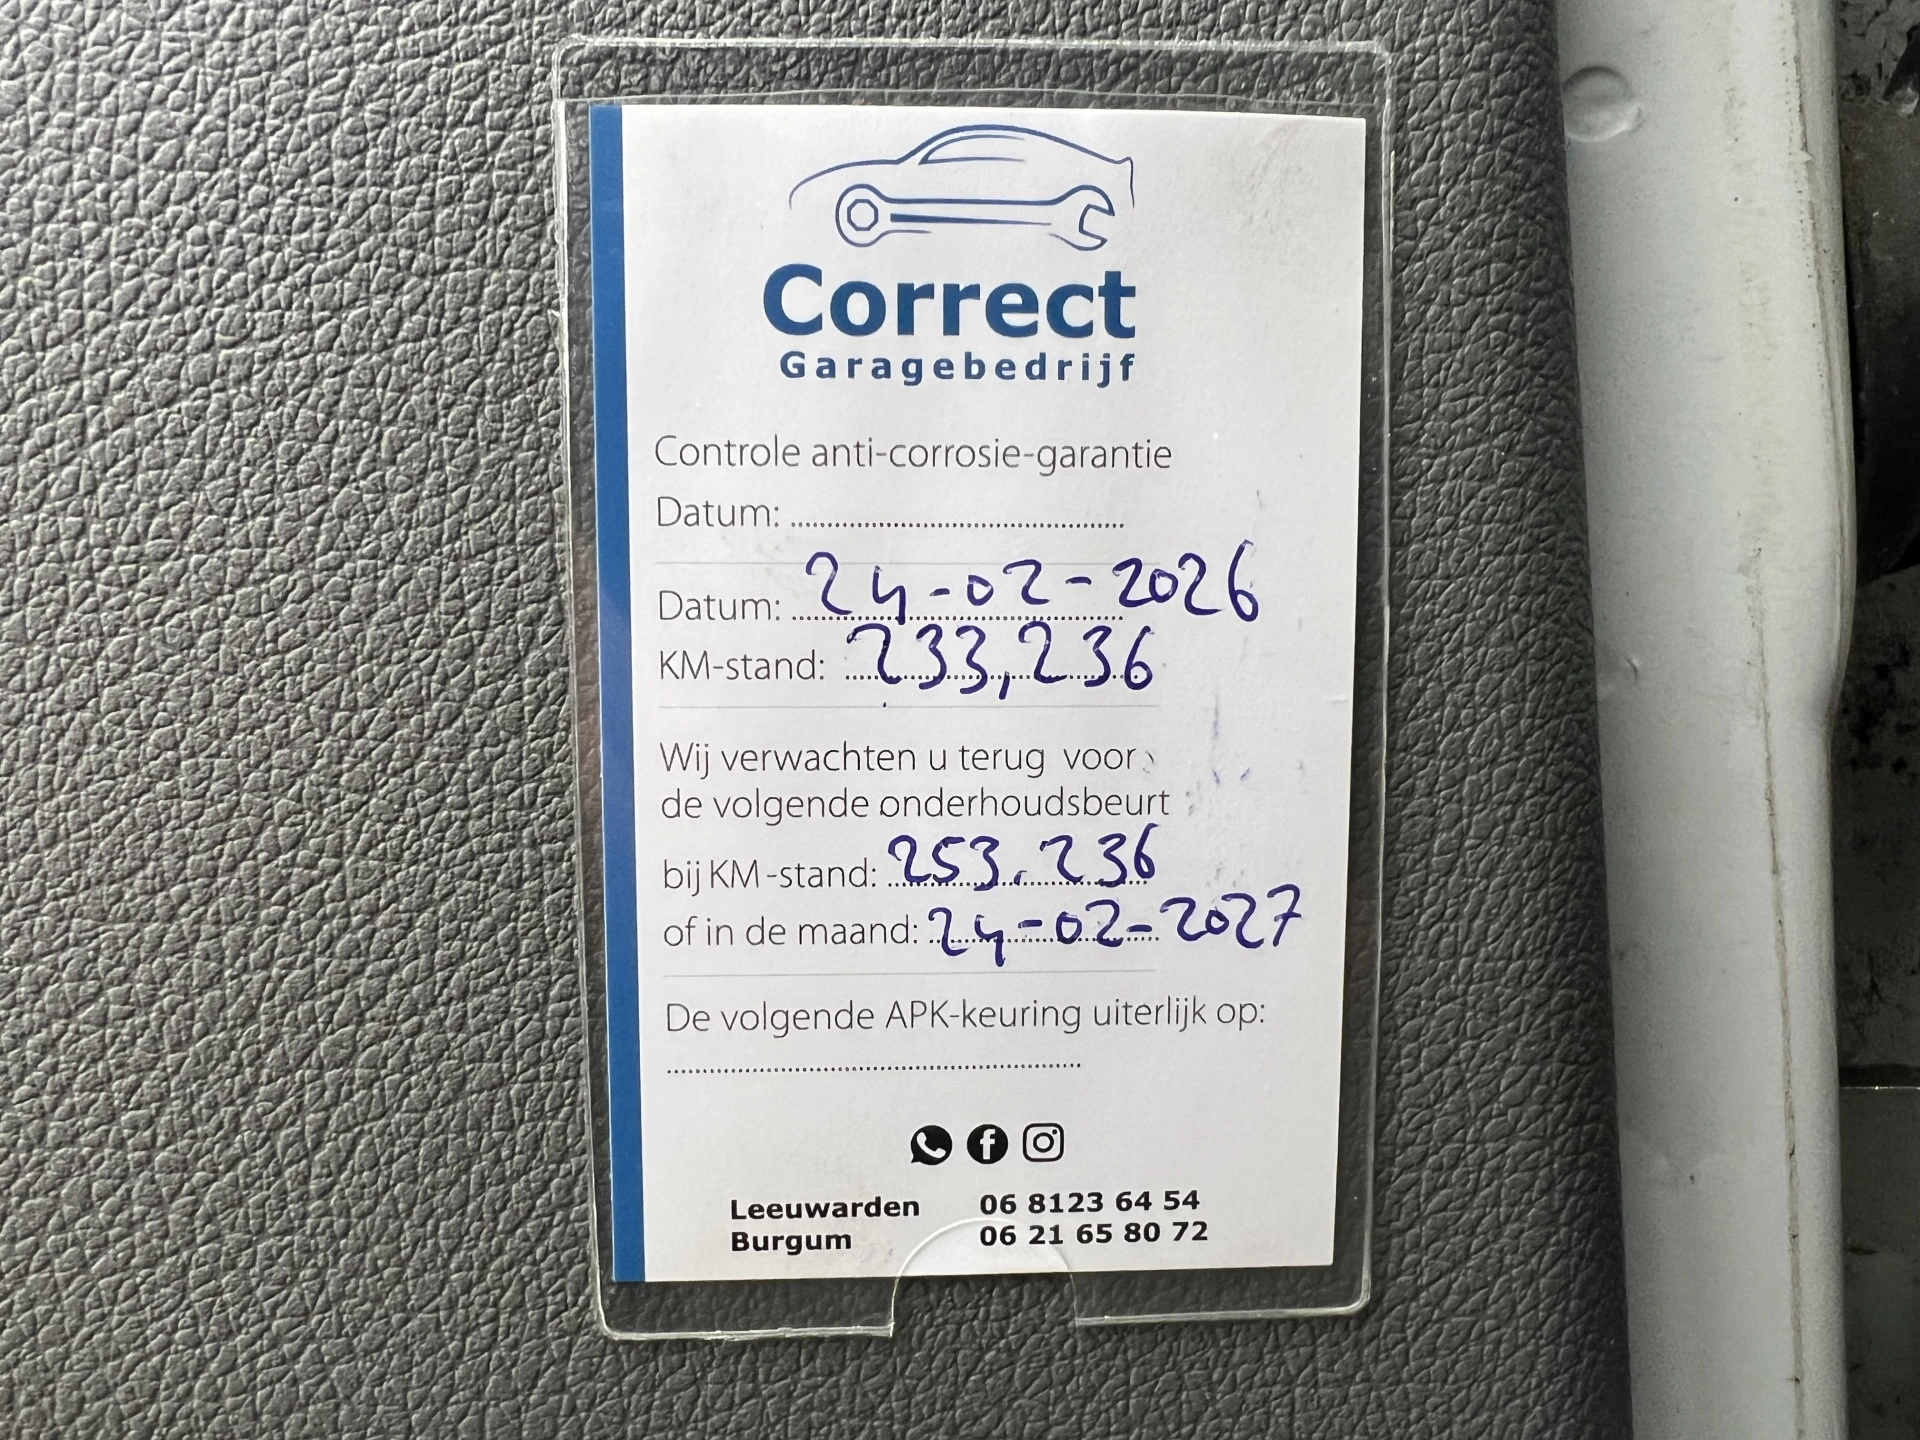 Correct
Garagebedrijf
Controle anti-corrosie-garantie
Datum: ............................................
Datum: 24-02-2026
KM-stand: 233,236
Wij verwachten u terug voor
de volgende onderhoudsbeurt
bij KM-stand: 253.236
of in de maand: 24-02-2027
De volgende APK-keuring uiterlijk op:
............................................
Leeuwarden 06 8123 64 54
Burgum 06 21 65 80 72